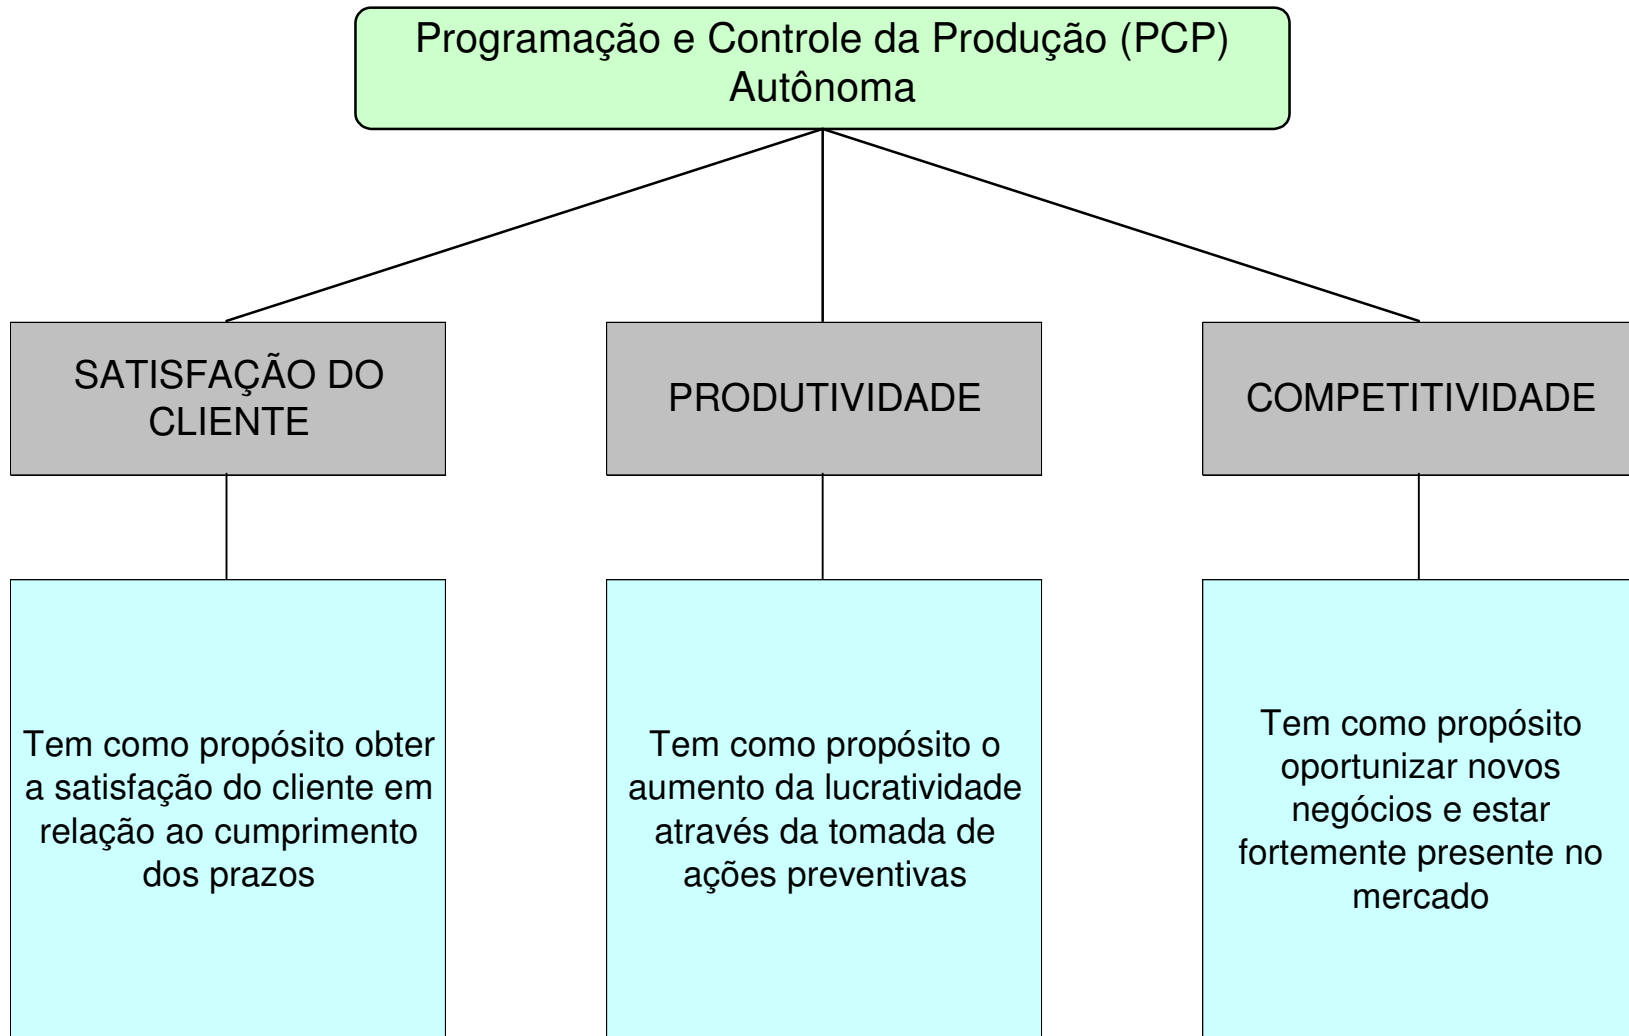 Programação e Controle da Produção (PCP)
Autônoma
SATISFAÇÃO DO
CLIENTE
PRODUTIVIDADE
COMPETITIVIDADE
Tem como propósito obter
a satisfação do cliente em
relação ao cumprimento
dos prazos
Tem como propósito o
aumento da lucratividade
através da tomada de
ações preventivas
Tem como propósito
oportunizar novos
negócios e estar
fortemente presente no
mercado